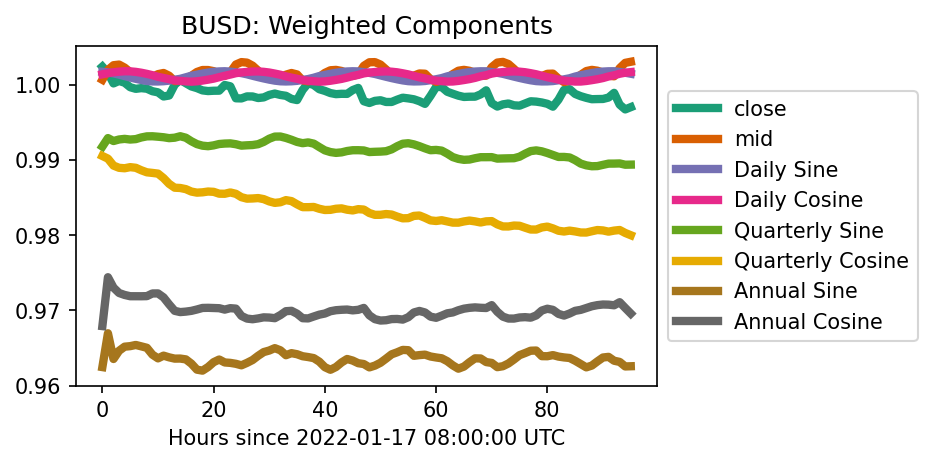 BUSD: Weighted Components
1.00
0.99
0.98
0.97
0.96
0
20
40
60
80
Hours since 2022-01-17 08:00:00 UTC
close
mid
Daily Sine
Daily Cosine
Quarterly Sine
Quarterly Cosine
Annual Sine
Annual Cosine